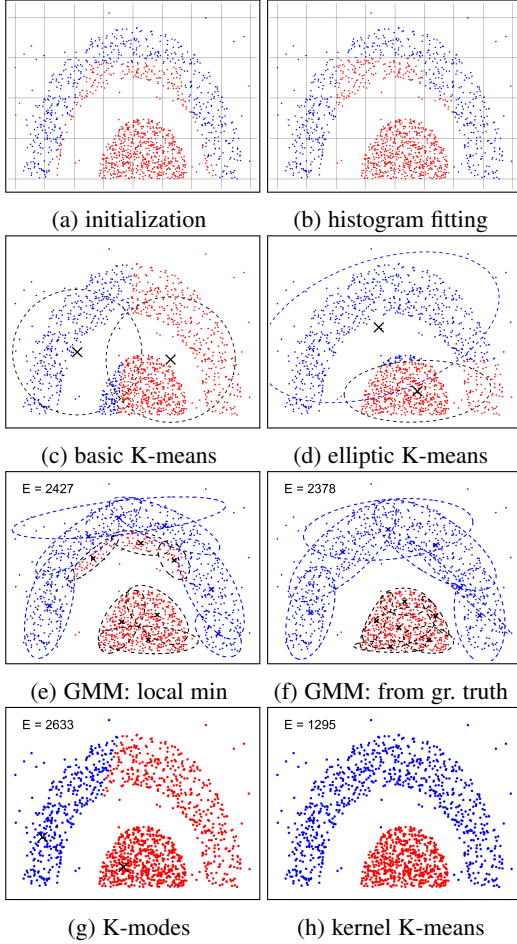 (a) initialization
(b) histogram fitting
(c) basic K-means
(d) elliptic K-means
E = 2427
E = 2378
(e) GMM: local min
(f) GMM: from gr. truth
E = 2633
E = 1295
(g) K-modes
(h) kernel K-means